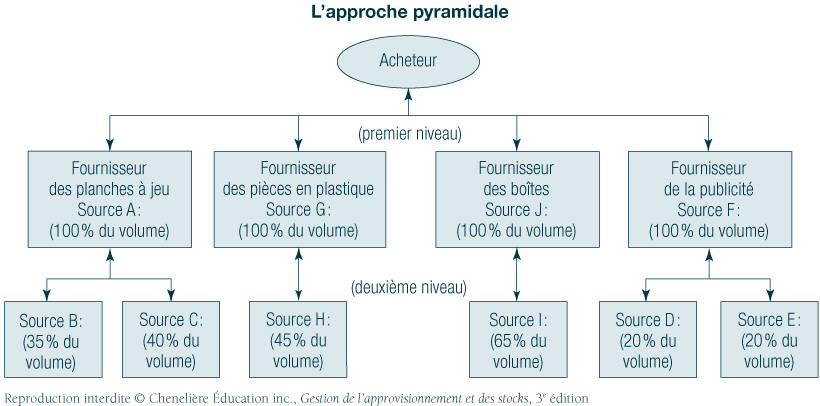 L'approche pyramidale
Acheteur
(premier niveau)
Fournisseur
des planches à jeu
Source A :
(100 % du volume)
Fournisseur
des pièces en plastique
Source G :
(100 % du volume)
Fournisseur
des boîtes
Source J :
(100 % du volume)
Fournisseur
de la publicité
Source F :
(100 % du volume)
(deuxième niveau)
Source B :
(35 % du
volume)
Source C :
(40 % du
volume)
Source H :
(45 % du
volume)
Source I :
(65 % du
volume)
Source D :
(20 % du
volume)
Source E :
(20 % du
volume)
Reproduction interdite © Chenelière Éducation inc., Gestion de l'approvisionnement et des stocks, 3e édition